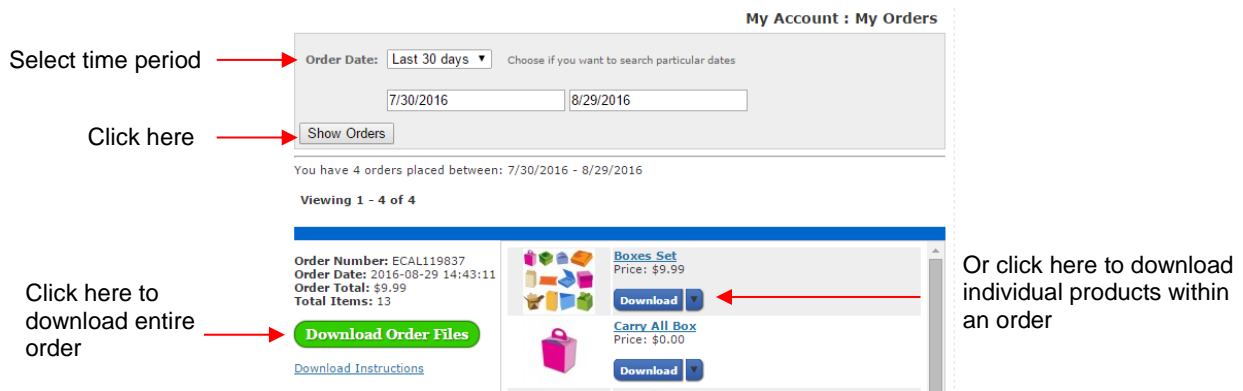 My Account : My Orders
Select time period
Order Date: Last 30 days Choose if you want to search particular dates
7/30/2016 8/29/2016
Click here
Show Orders
You have 4 orders placed between: 7/30/2016 - 8/29/2016
Viewing 1 - 4 of 4
Order Number: ECAL119837
Order Date: 2016-08-29 14:43:11
Order Total: $9.99
Total Items: 13
Click here to
download entire
order
Download Order Files
Download Instructions
Boxes Set
Price: $9.99
Download
Carry All Box
Price: $0.00
Download
Or click here to download
individual products within
an order